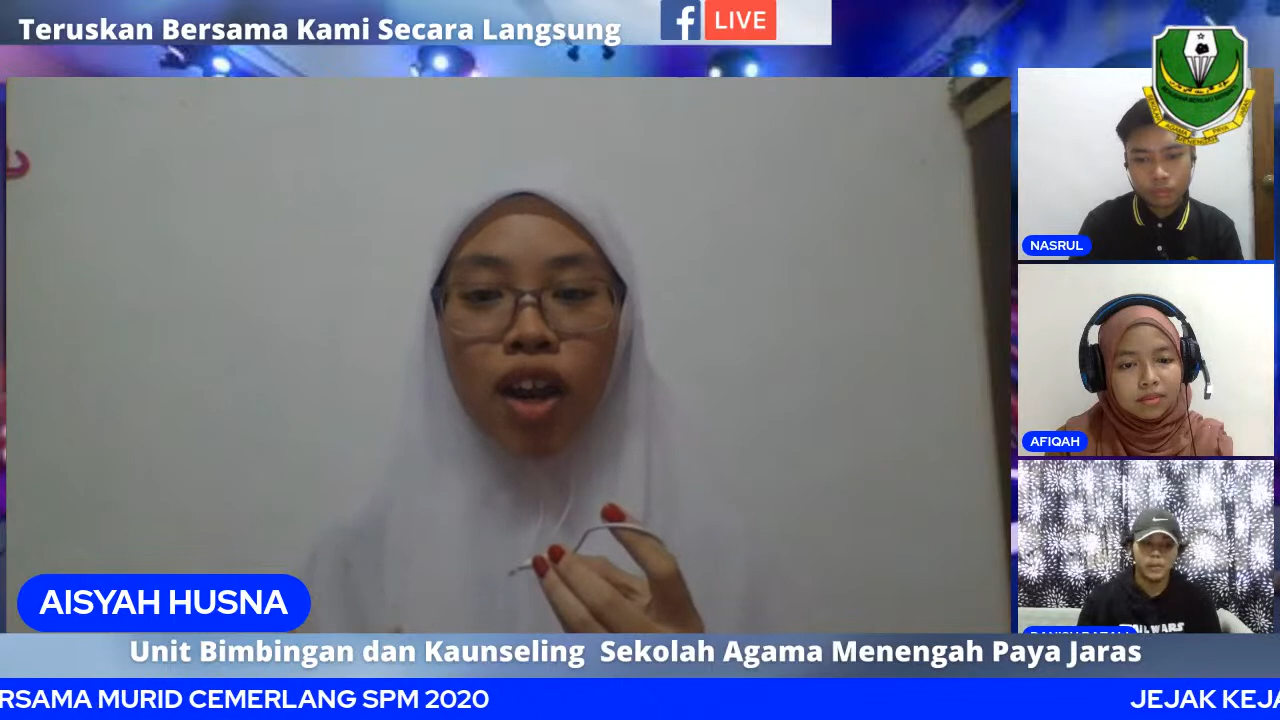 Teruskan Bersama Kami Secara Langsung
f LIVE
NASRUL
AFIQAH
AISYAH HUSNA
Unit Bimbingan dan Kaunseling Sekolah Agama Menengah Paya Jaras
RSAMA MURID CEMERLANG SPM 2020
JEJAK KEJA